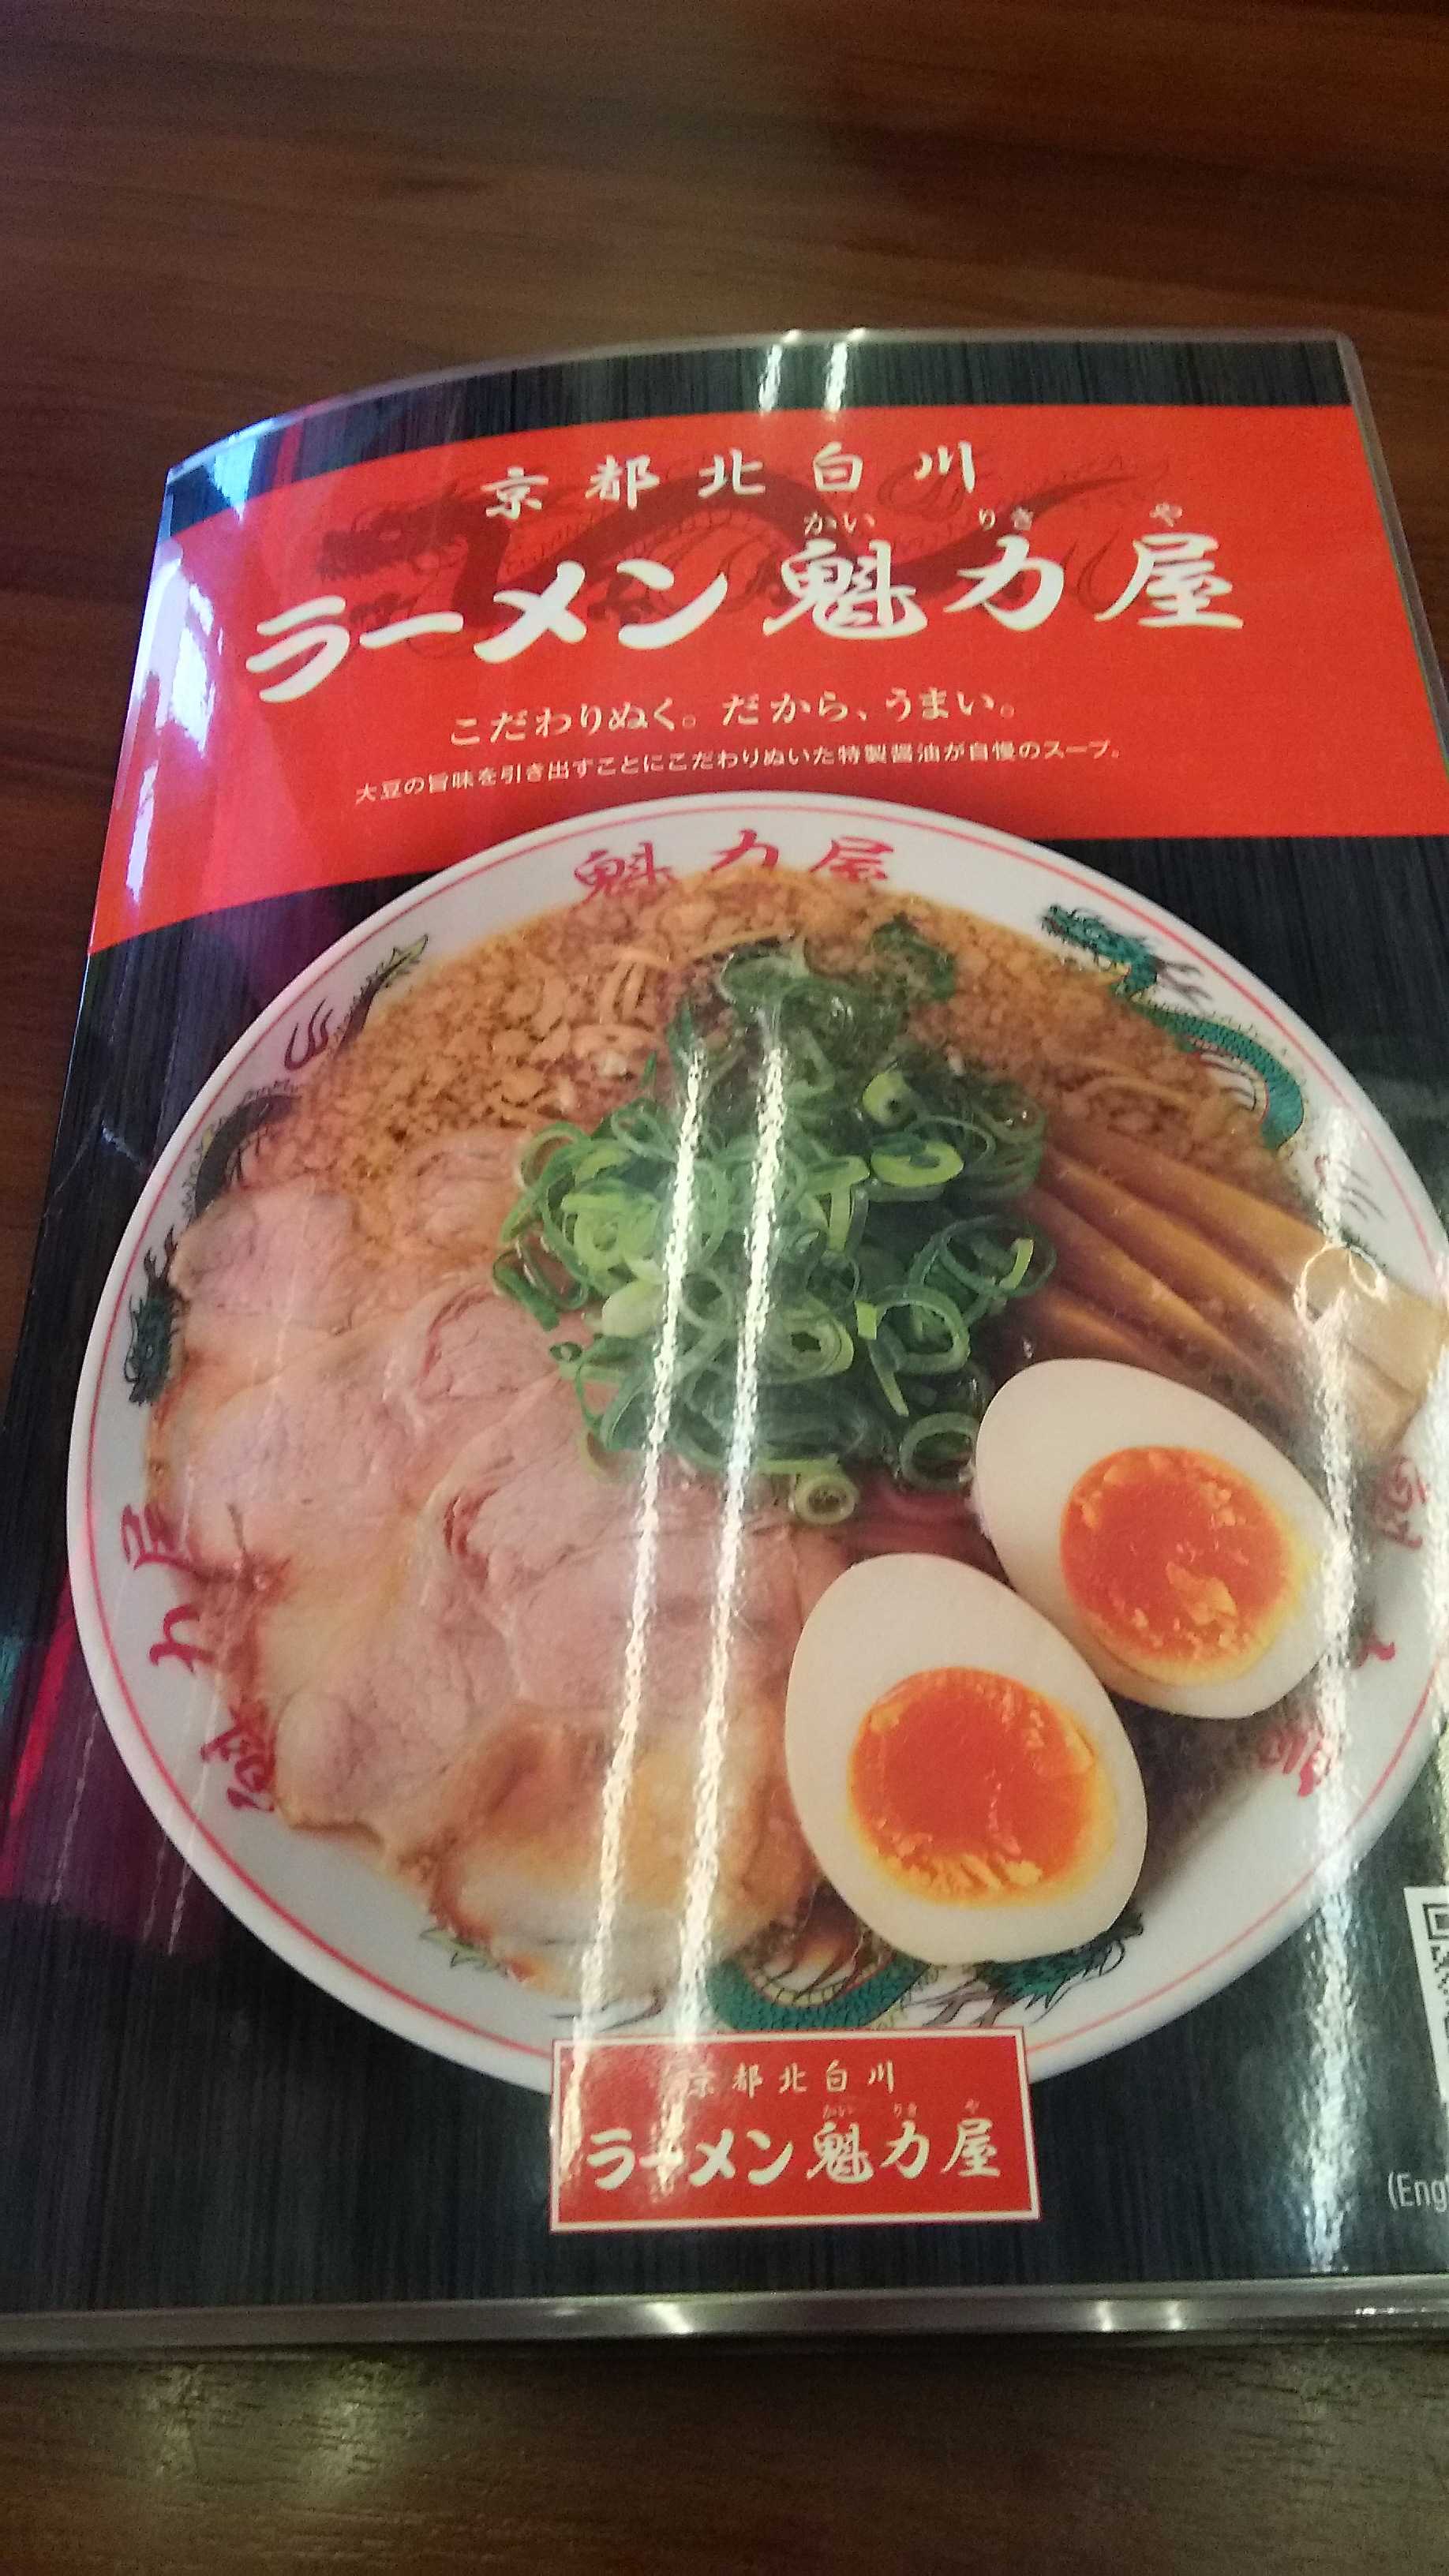 京都北白川
かいりきや
ラーメン魁力屋
こだわりぬく。だから、うまい。
大豆の旨味を引き出すことにこだわりぬいた特製醤油が自慢のスープ。
魁力屋
魁力屋
京都北白川
かいりきや
ラーメン魁力屋
(Eng